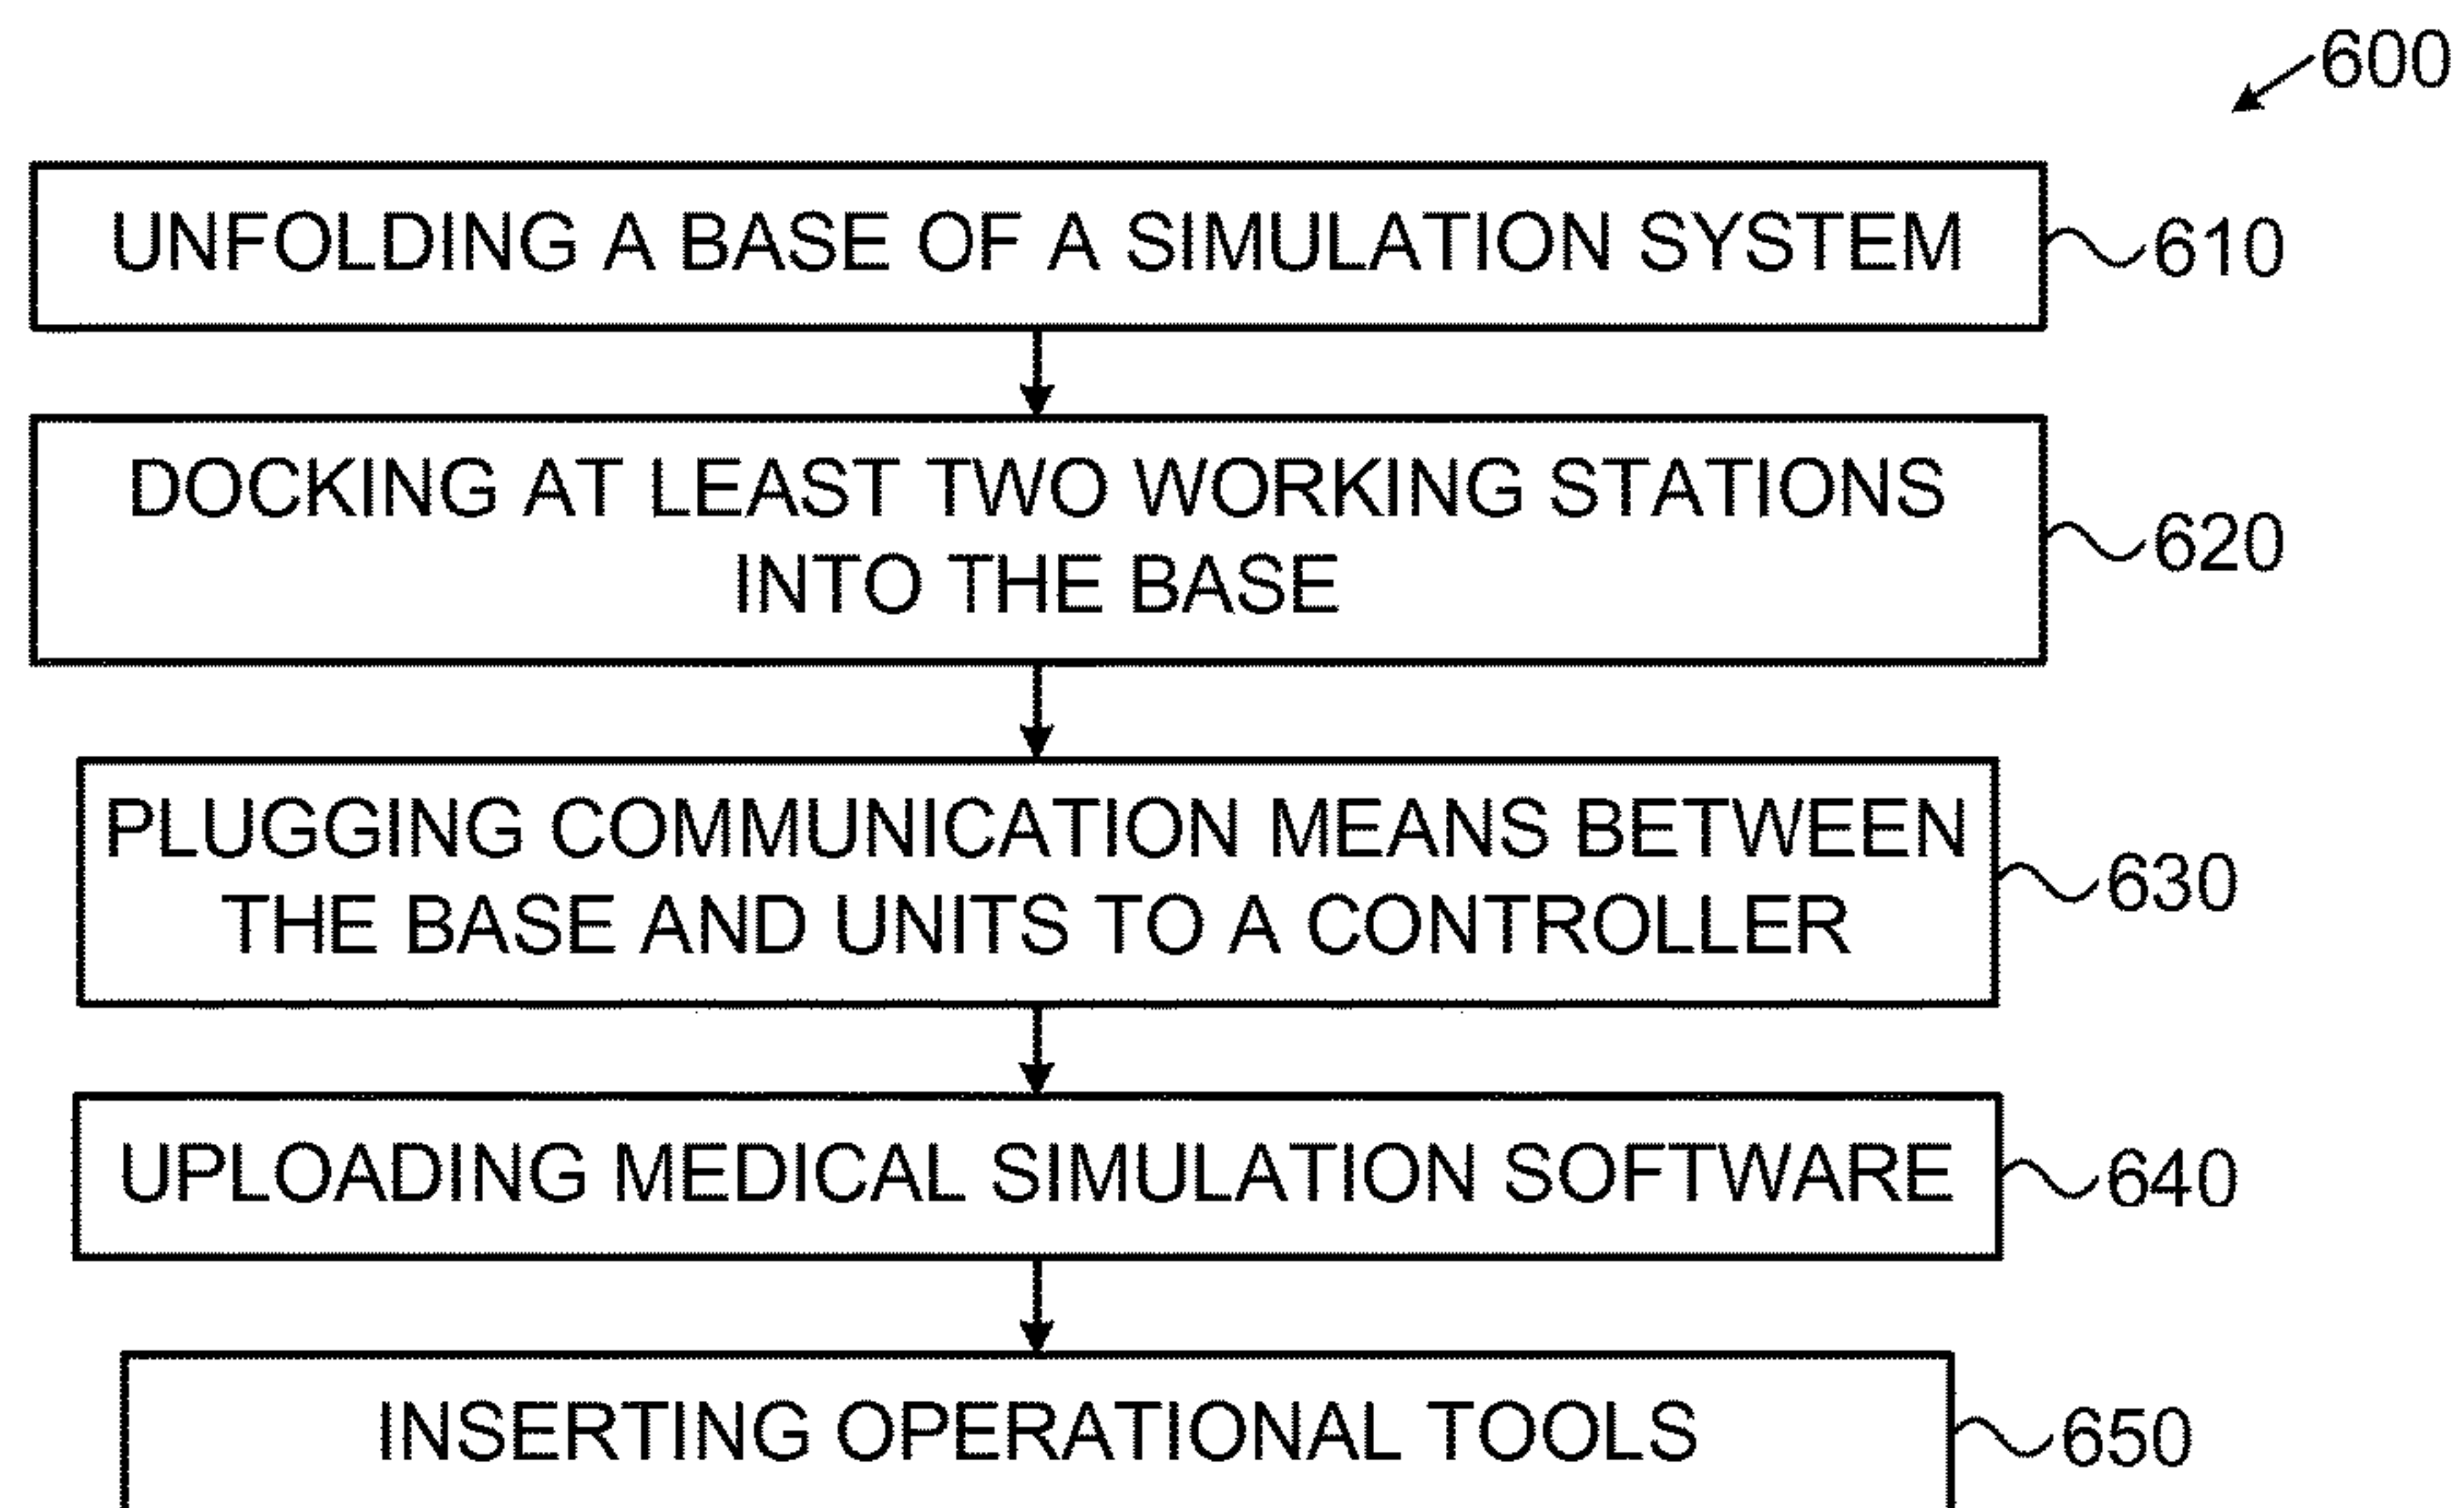 600
UNFOLDING A BASE OF A SIMULATION SYSTEM
610
DOCKING AT LEAST TWO WORKING STATIONS
INTO THE BASE
620
PLUGGING COMMUNICATION MEANS BETWEEN
THE BASE AND UNITS TO A CONTROLLER
630
UPLOADING MEDICAL SIMULATION SOFTWARE
640
INSERTING OPERATIONAL TOOLS
650